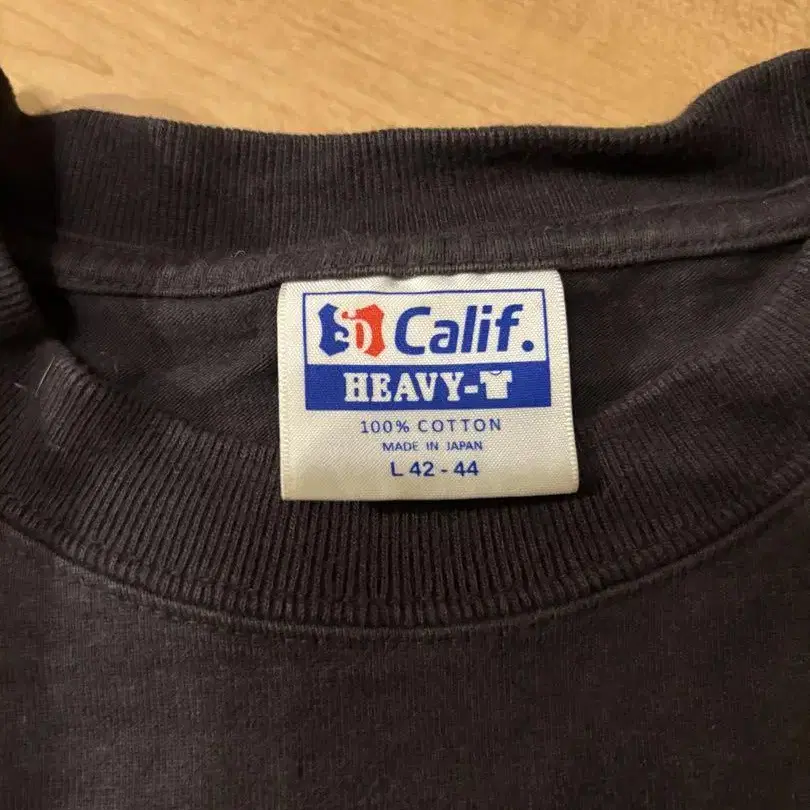 SD Calif.
HEAVY-T
100% COTTON
MADE IN JAPAN
L 42 - 44